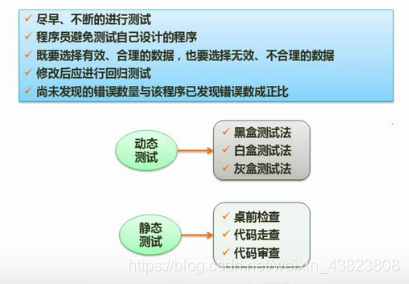 尽早、不断的进行测试
程序员避免测试自己设计的程序
既要选择有效、合理的数据，也要选择无效、不合理的数据
修改后应进行回归测试
尚未发现的错误数量与该程序已发现错误数成正比
动态
测试
黑盒测试法
白盒测试法
灰盒测试法
静态
测试
桌前检查
代码走查
代码审查
https://blog.csdn.net/weixin_43823808